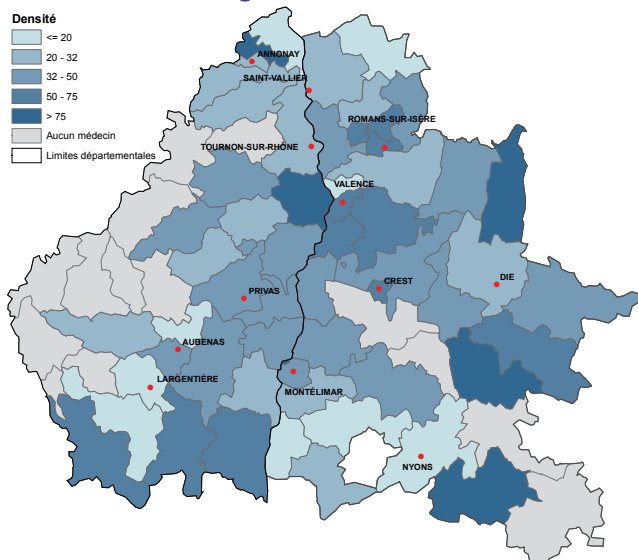 Densité
<= 20
20 - 32
32 - 50
50 - 75
> 75
Aucun médecin
Limites départementales
ANNONAY
SAINT-VALLIER
ROMANS-SUR-ISÈRE
TOURNON-SUR-RHÔNE
VALENCE
CREST
DIE
PRIVAS
AUBENAS
LARGENTIÈRE
MONTÉLIMAR
NYONS